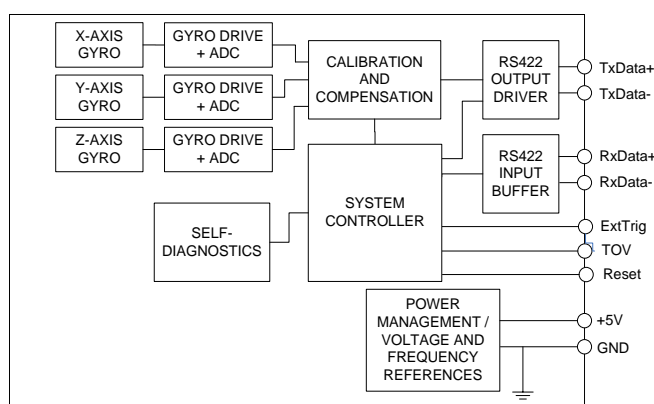 X-AXIS
GYRO
GYRO DRIVE
+ ADC
Y-AXIS
GYRO
GYRO DRIVE
+ ADC
Z-AXIS
GYRO
GYRO DRIVE
+ ADC
CALIBRATION
AND
COMPENSATION
RS422
OUTPUT
DRIVER
TxData+
TxData-
RS422
INPUT
BUFFER
RxData+
RxData-
SYSTEM
CONTROLLER
SELF-
DIAGNOSTICS
ExtTrig
TOV
Reset
POWER
MANAGEMENT /
VOLTAGE AND
FREQUENCY
REFERENCES
+5V
GND